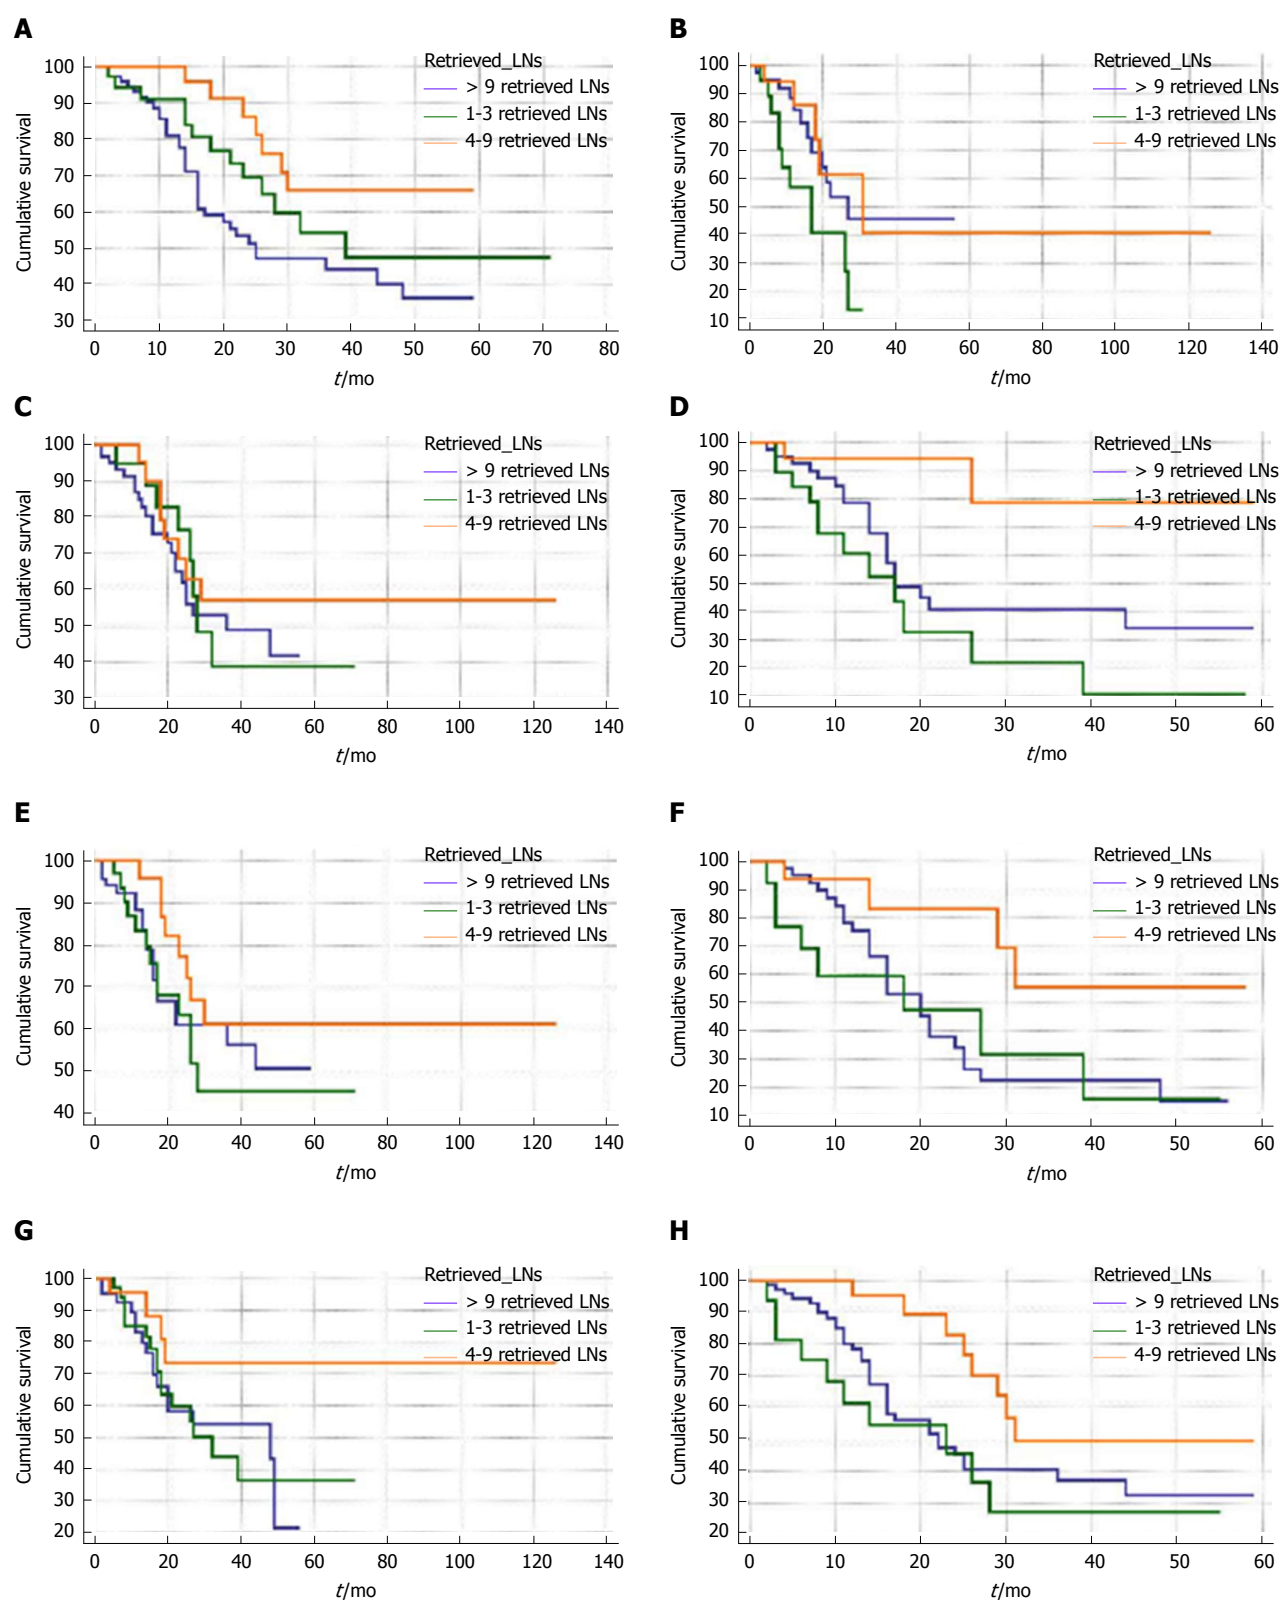 A
Retrieved_LNs
> 9 retrieved LNs
1-3 retrieved LNs
4-9 retrieved LNs
Cumulative survival
100
90
80
70
60
50
40
30
0 10 20 30 40 50 60 70 80
t/mo
B
Retrieved_LNs
> 9 retrieved LNs
1-3 retrieved LNs
4-9 retrieved LNs
Cumulative survival
100
90
80
70
60
50
40
30
20
10
0 20 40 60 80 100 120 140
t/mo
C
Retrieved_LNs
> 9 retrieved LNs
1-3 retrieved LNs
4-9 retrieved LNs
Cumulative survival
100
90
80
70
60
50
40
30
0 20 40 60 80 100 120 140
t/mo
D
Retrieved_LNs
> 9 retrieved LNs
1-3 retrieved LNs
4-9 retrieved LNs
Cumulative survival
100
90
80
70
60
50
40
30
20
10
0 10 20 30 40 50 60
t/mo
E
Retrieved_LNs
> 9 retrieved LNs
1-3 retrieved LNs
4-9 retrieved LNs
Cumulative survival
100
90
80
70
60
50
40
0 20 40 60 80 100 120 140
t/mo
F
Retrieved_LNs
> 9 retrieved LNs
1-3 retrieved LNs
4-9 retrieved LNs
Cumulative survival
100
90
80
70
60
50
40
30
20
10
0 10 20 30 40 50 60
t/mo
G
Retrieved_LNs
> 9 retrieved LNs
1-3 retrieved LNs
4-9 retrieved LNs
Cumulative survival
100
90
80
70
60
50
40
30
20
0 20 40 60 80 100 120 140
t/mo
H
Retrieved_LNs
> 9 retrieved LNs
1-3 retrieved LNs
4-9 retrieved LNs
Cumulative survival
100
90
80
70
60
50
40
30
20
0 10 20 30 40 50 60
t/mo